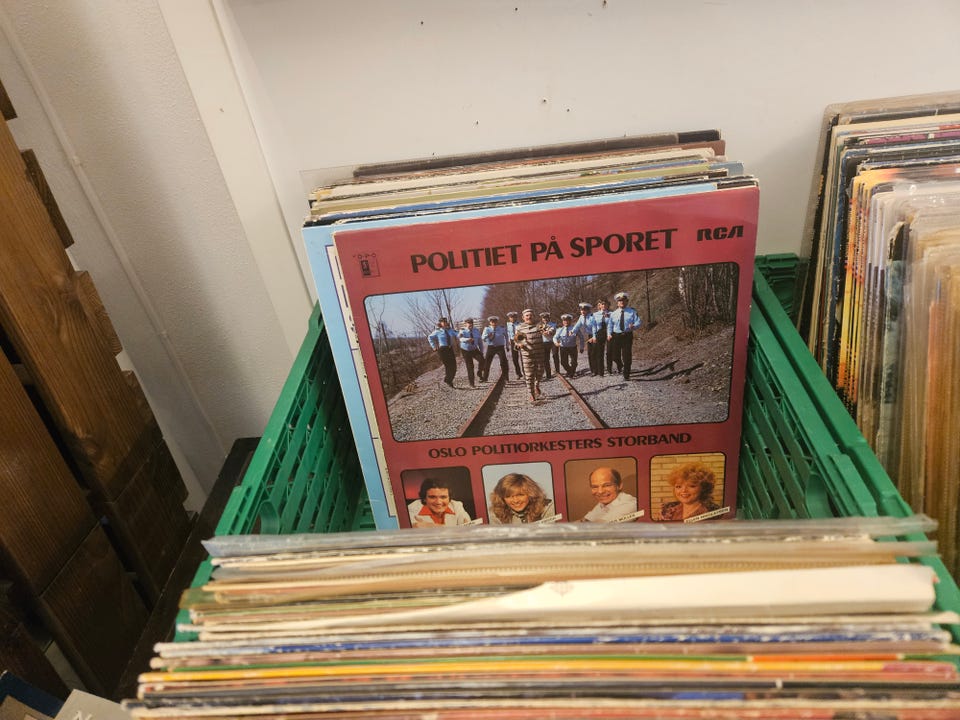 POLITIET PÅ SPORET
RCA
OSLO POLITIORKESTERS STORBAND